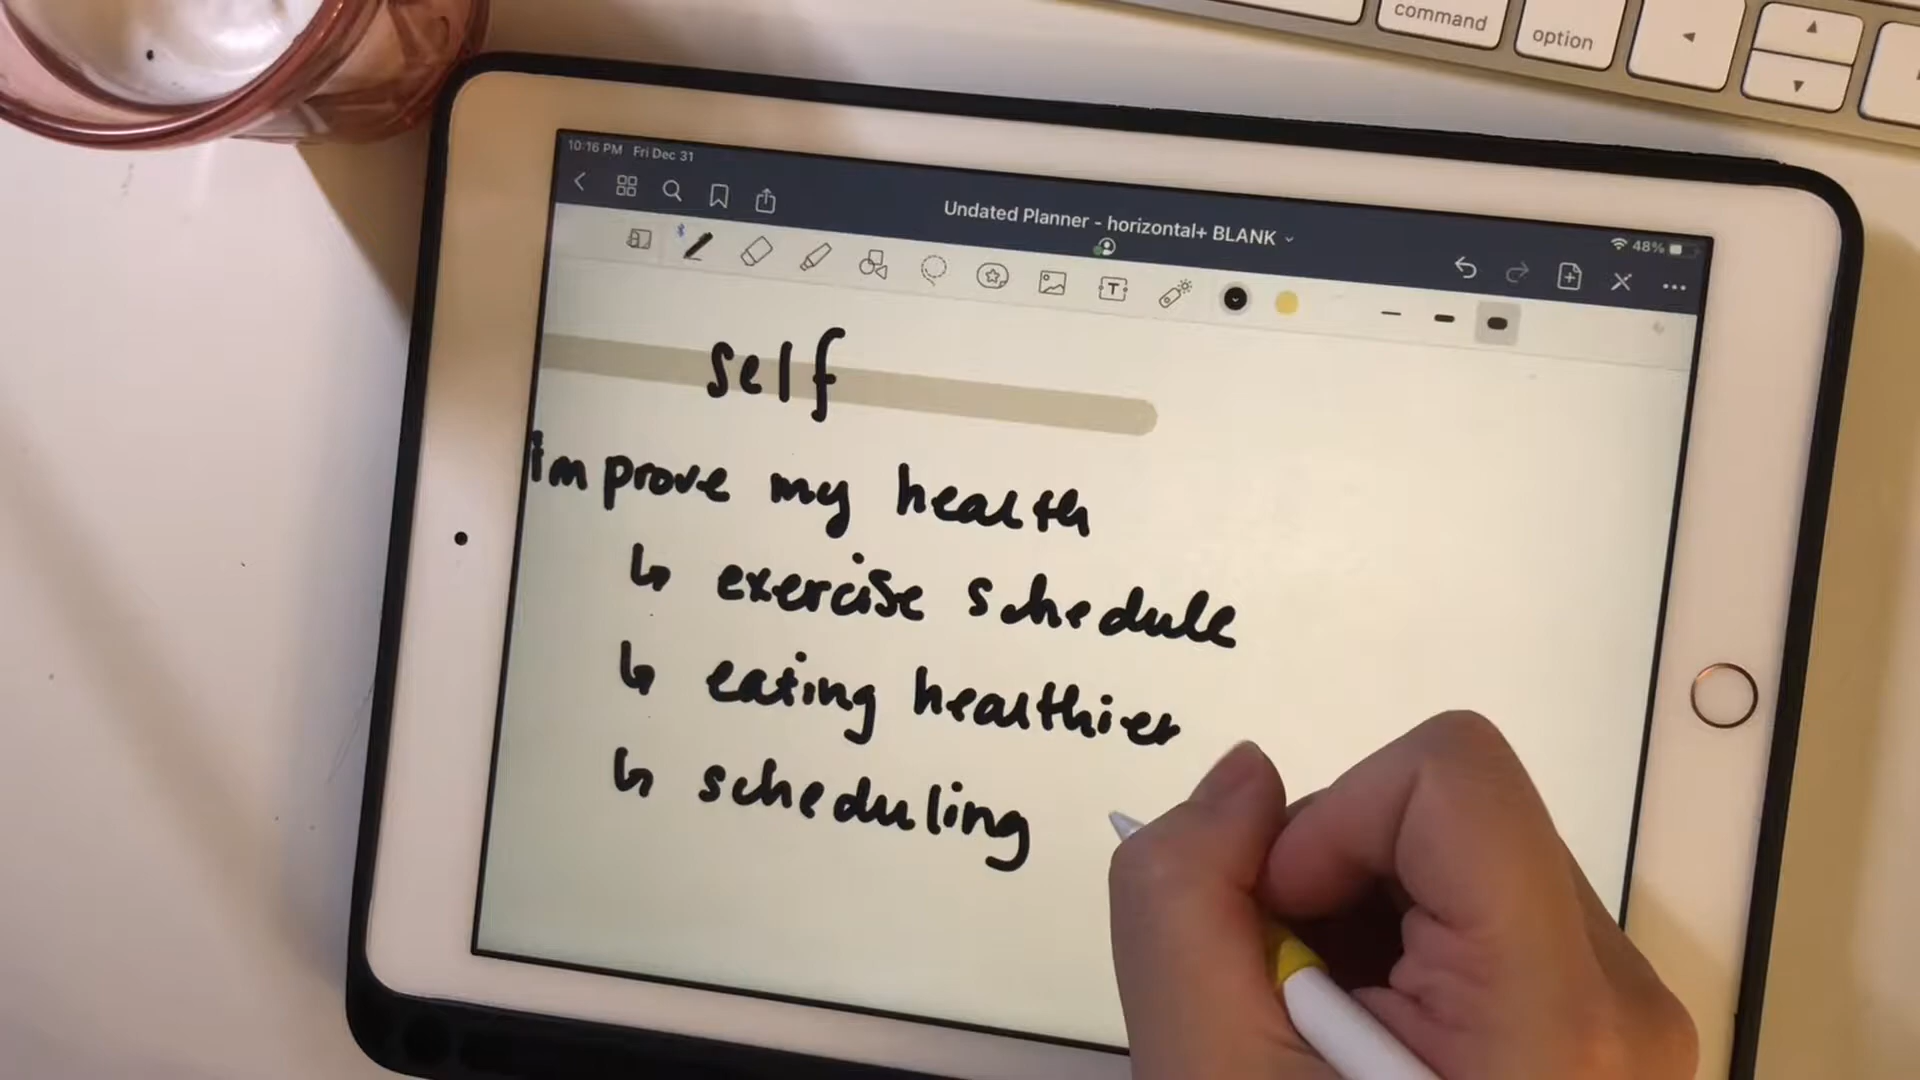 command
option
10:16 PM Fri Dec 31
Undated Planner - horizontal+ BLANK
48%
T
self
improve my health
↳ exercise schedule
↳ eating healthier
↳ scheduling